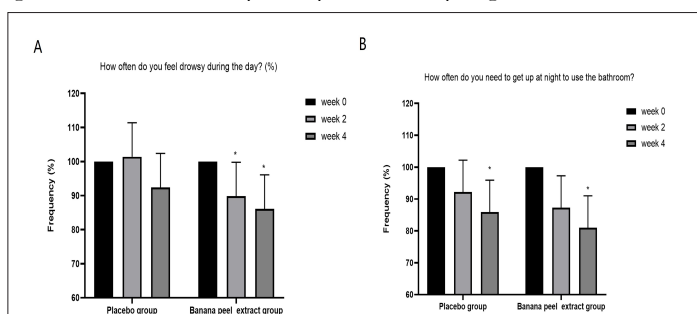 A
How often do you feel drowsy during the day? (%)
Frequency (%)
120
110
100
90
80
70
60
*
*
Placebo group
Banana peel extract group
week 0
week 2
week 4
B
How often do you need to get up at night to use the bathroom?
Frequency (%)
120
110
100
90
80
70
60
*
*
Placebo group
Banana peel extract group
week 0
week 2
week 4